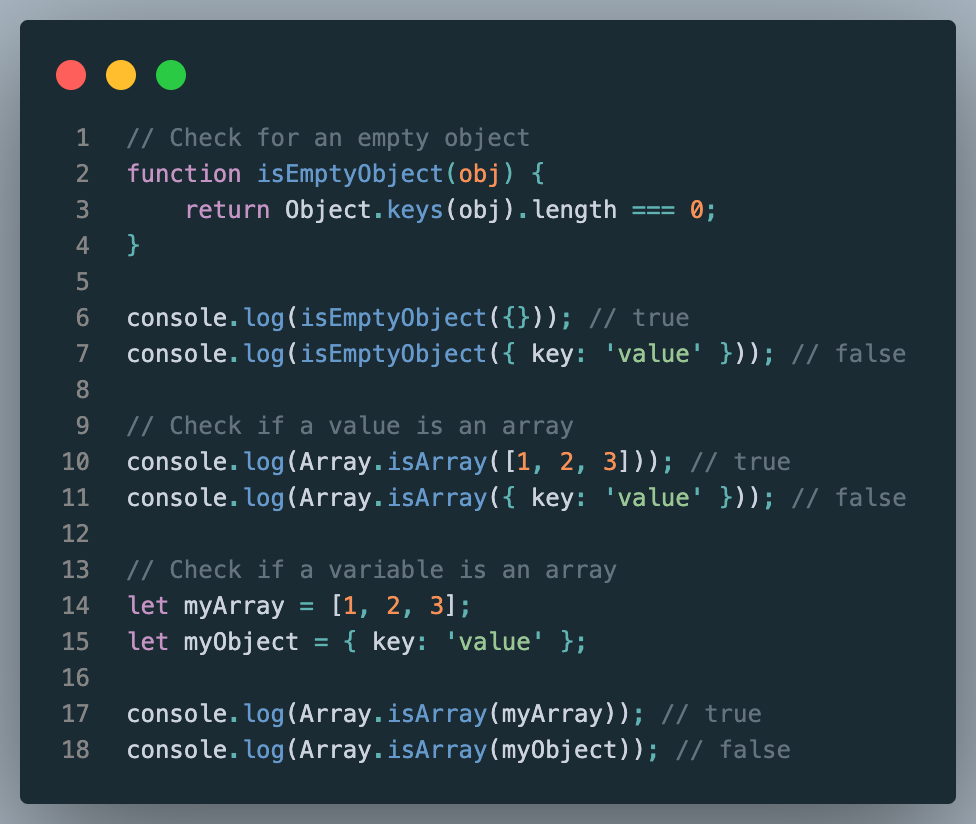 1 // Check for an empty object
2 function isEmptyObject(obj) {
3     return Object.keys(obj).length === 0;
4 }
5
6 console.log(isEmptyObject({})); // true
7 console.log(isEmptyObject({ key: 'value' })); // false
8
9 // Check if a value is an array
10 console.log(Array.isArray([1, 2, 3])); // true
11 console.log(Array.isArray({ key: 'value' })); // false
12
13 // Check if a variable is an array
14 let myArray = [1, 2, 3];
15 let myObject = { key: 'value' };
16
17 console.log(Array.isArray(myArray)); // true
18 console.log(Array.isArray(myObject)); // false